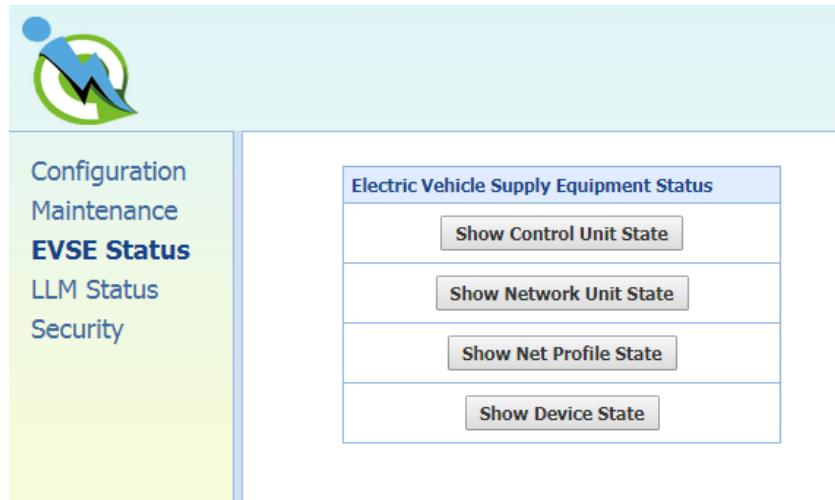 Configuration
Maintenance
EVSE Status
LLM Status
Security
Electric Vehicle Supply Equipment Status
Show Control Unit State
Show Network Unit State
Show Net Profile State
Show Device State